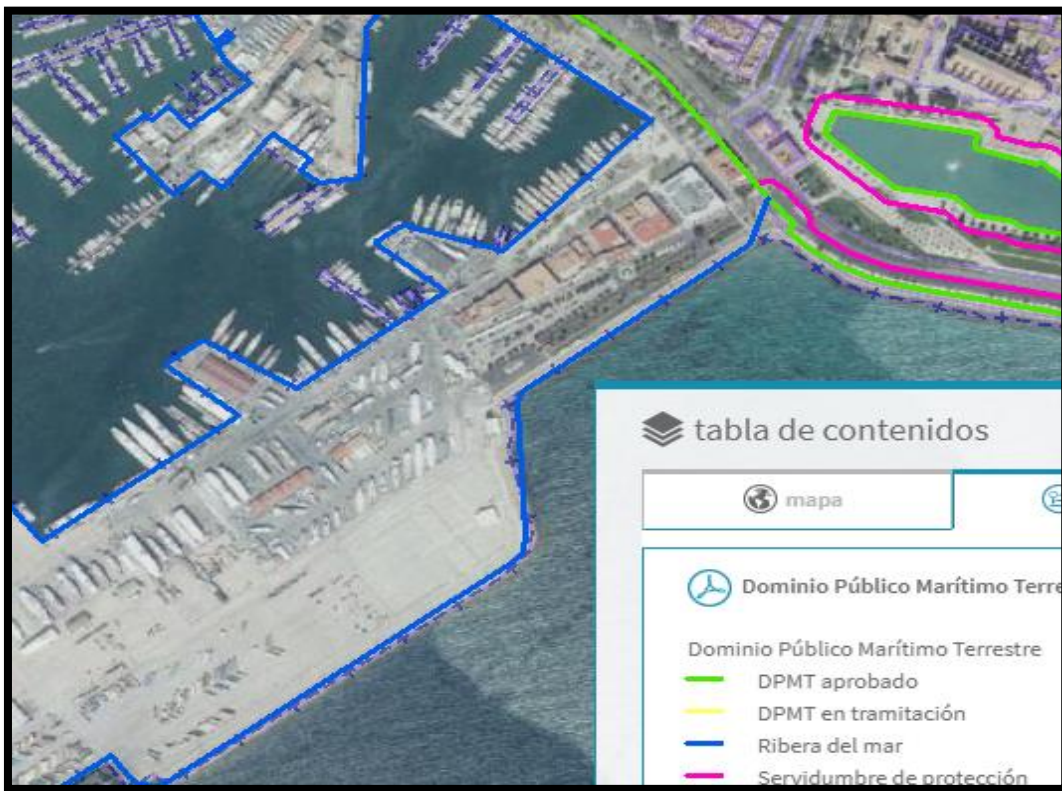 tabla de contenidos
mapa
Dominio Público Marítimo Terre
Dominio Público Marítimo Terrestre
DPMT aprobado
DPMT en tramitación
Ribera del mar
Servidumbre de protección